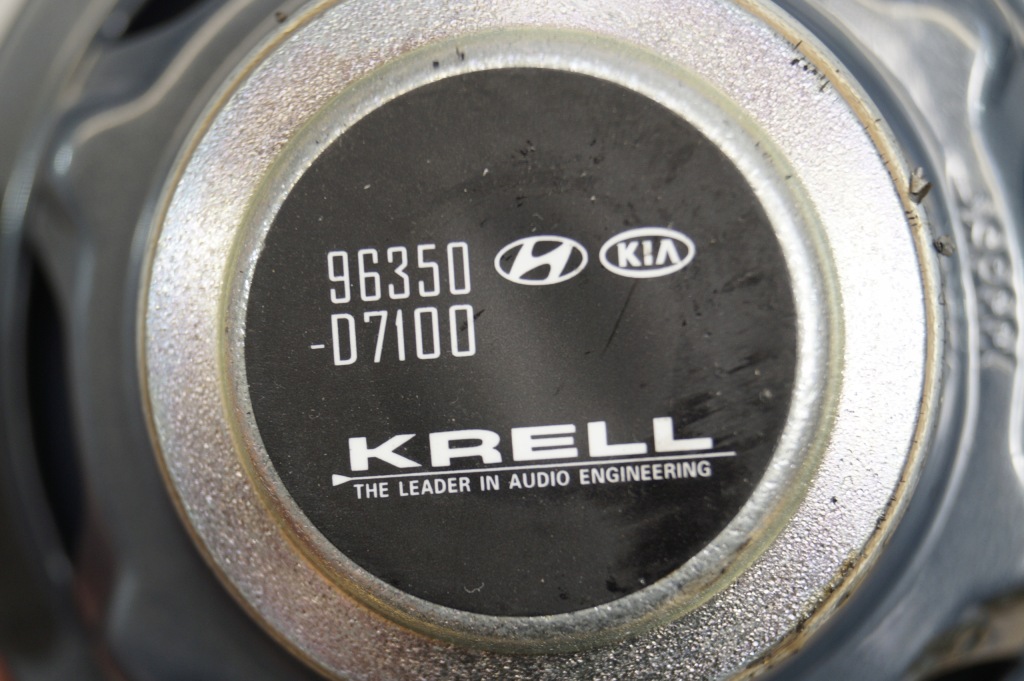 96350
-D7100
KIA
KRELL
THE LEADER IN AUDIO ENGINEERING